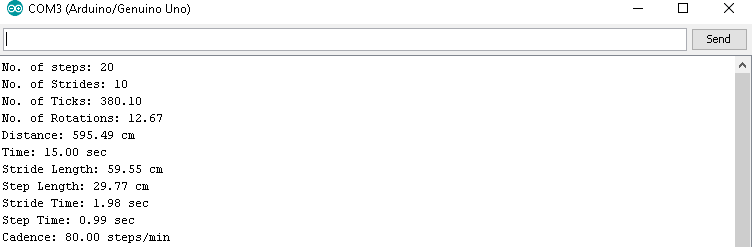 COM3 (Arduino/Genuino Uno)
Send
No. of steps: 20
No. of Strides: 10
No. of Ticks: 380.10
No. of Rotations: 12.67
Distance: 595.49 cm
Time: 15.00 sec
Stride Length: 59.55 cm
Step Length: 29.77 cm
Stride Time: 1.98 sec
Step Time: 0.99 sec
Cadence: 80.00 steps/min